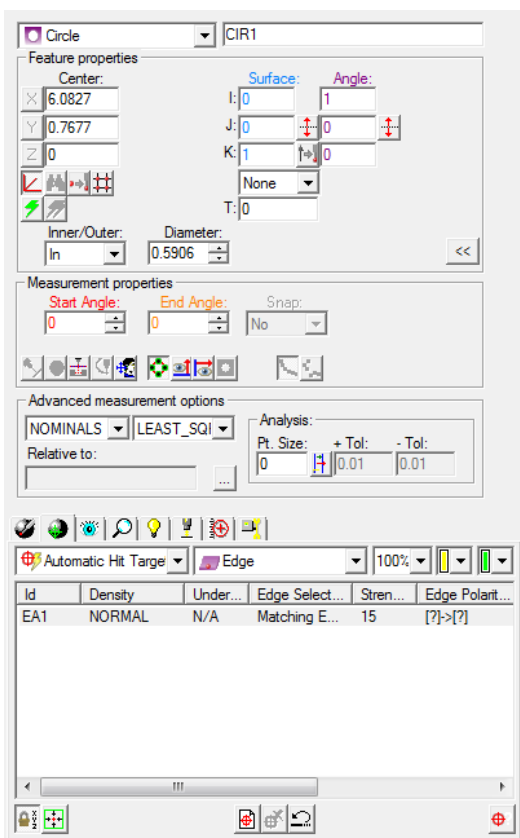 Circle CIR1
Feature properties
Center: Surface: Angle:
X 6.0827 I: 0 1
Y 0.7677 J: 0 0
Z 0 K: 1 0
None
T: 0
Inner/Outer: Diameter:
In 0.5906 <<
Measurement properties
Start Angle: End Angle: Snap:
0 0 No
Advanced measurement options
NOMINALS LEAST_SQI Analysis:
Relative to: Pt. Size: + Tol: - Tol:
0 0.01 0.01
...
Automatic Hit Targe Edge 100%
Id Density Under... Edge Select... Stren... Edge Polarit...
EA1 NORMAL N/A Matching E... 15 [?]->[?]